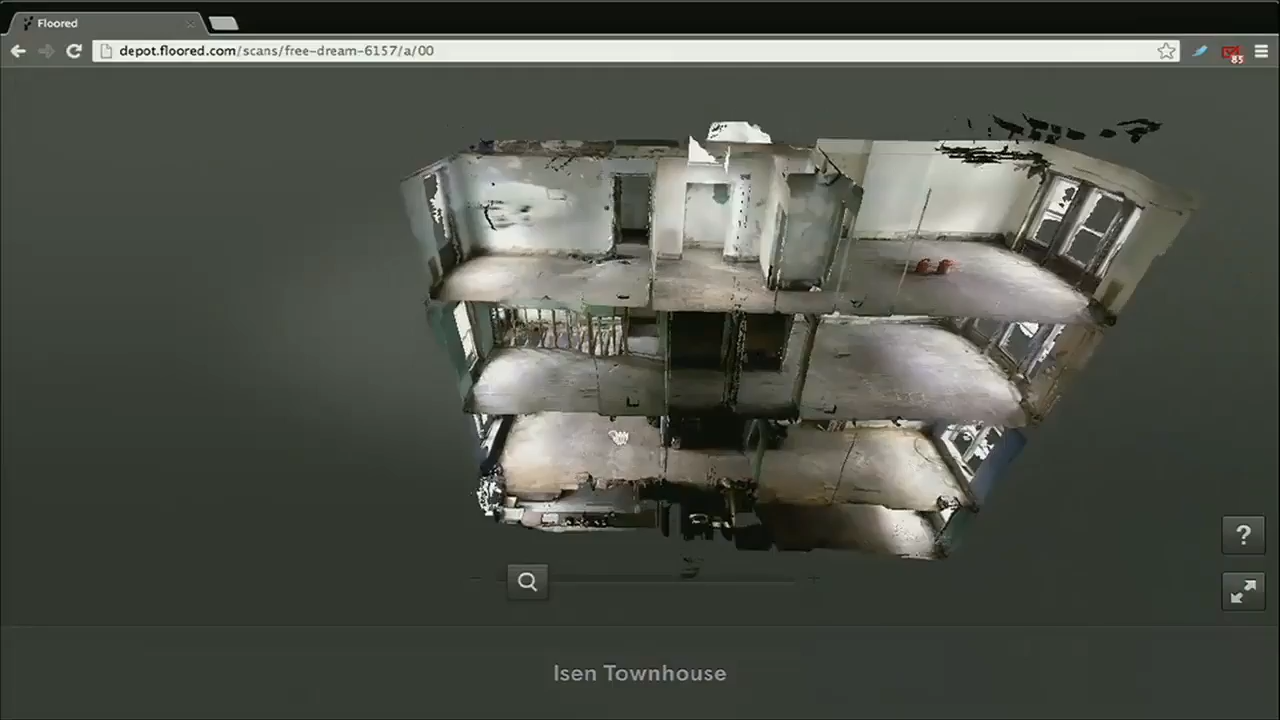 Floored
depot.floored.com/scans/free-dream-6157/a/00
85
?
Isen Townhouse